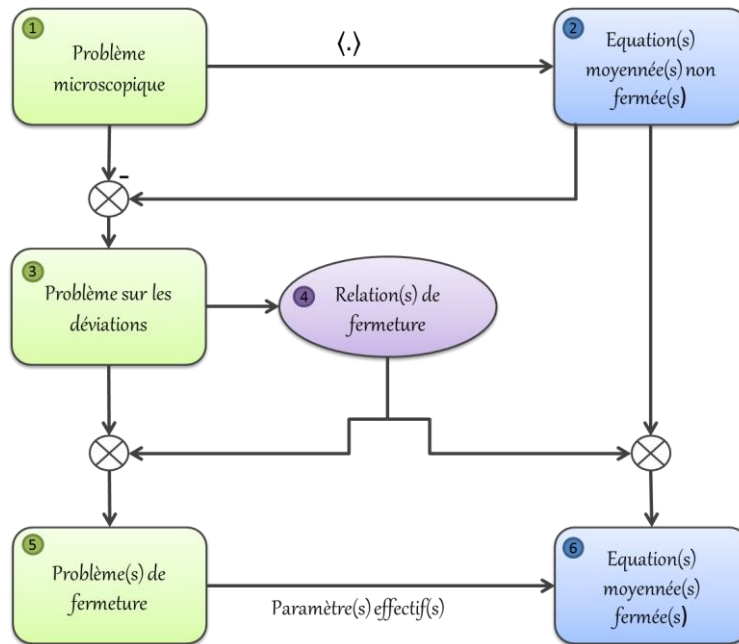 1
Problème
microscopique
⟨.⟩
2
Equation(s)
moyennée(s) non
fermée(s)
-
3
Problème sur les
déviations
4
Relation(s) de
fermeture
5
Problème(s) de
fermeture
Paramètre(s) effectif(s)
6
Equation(s)
moyennée(s)
fermée(s)